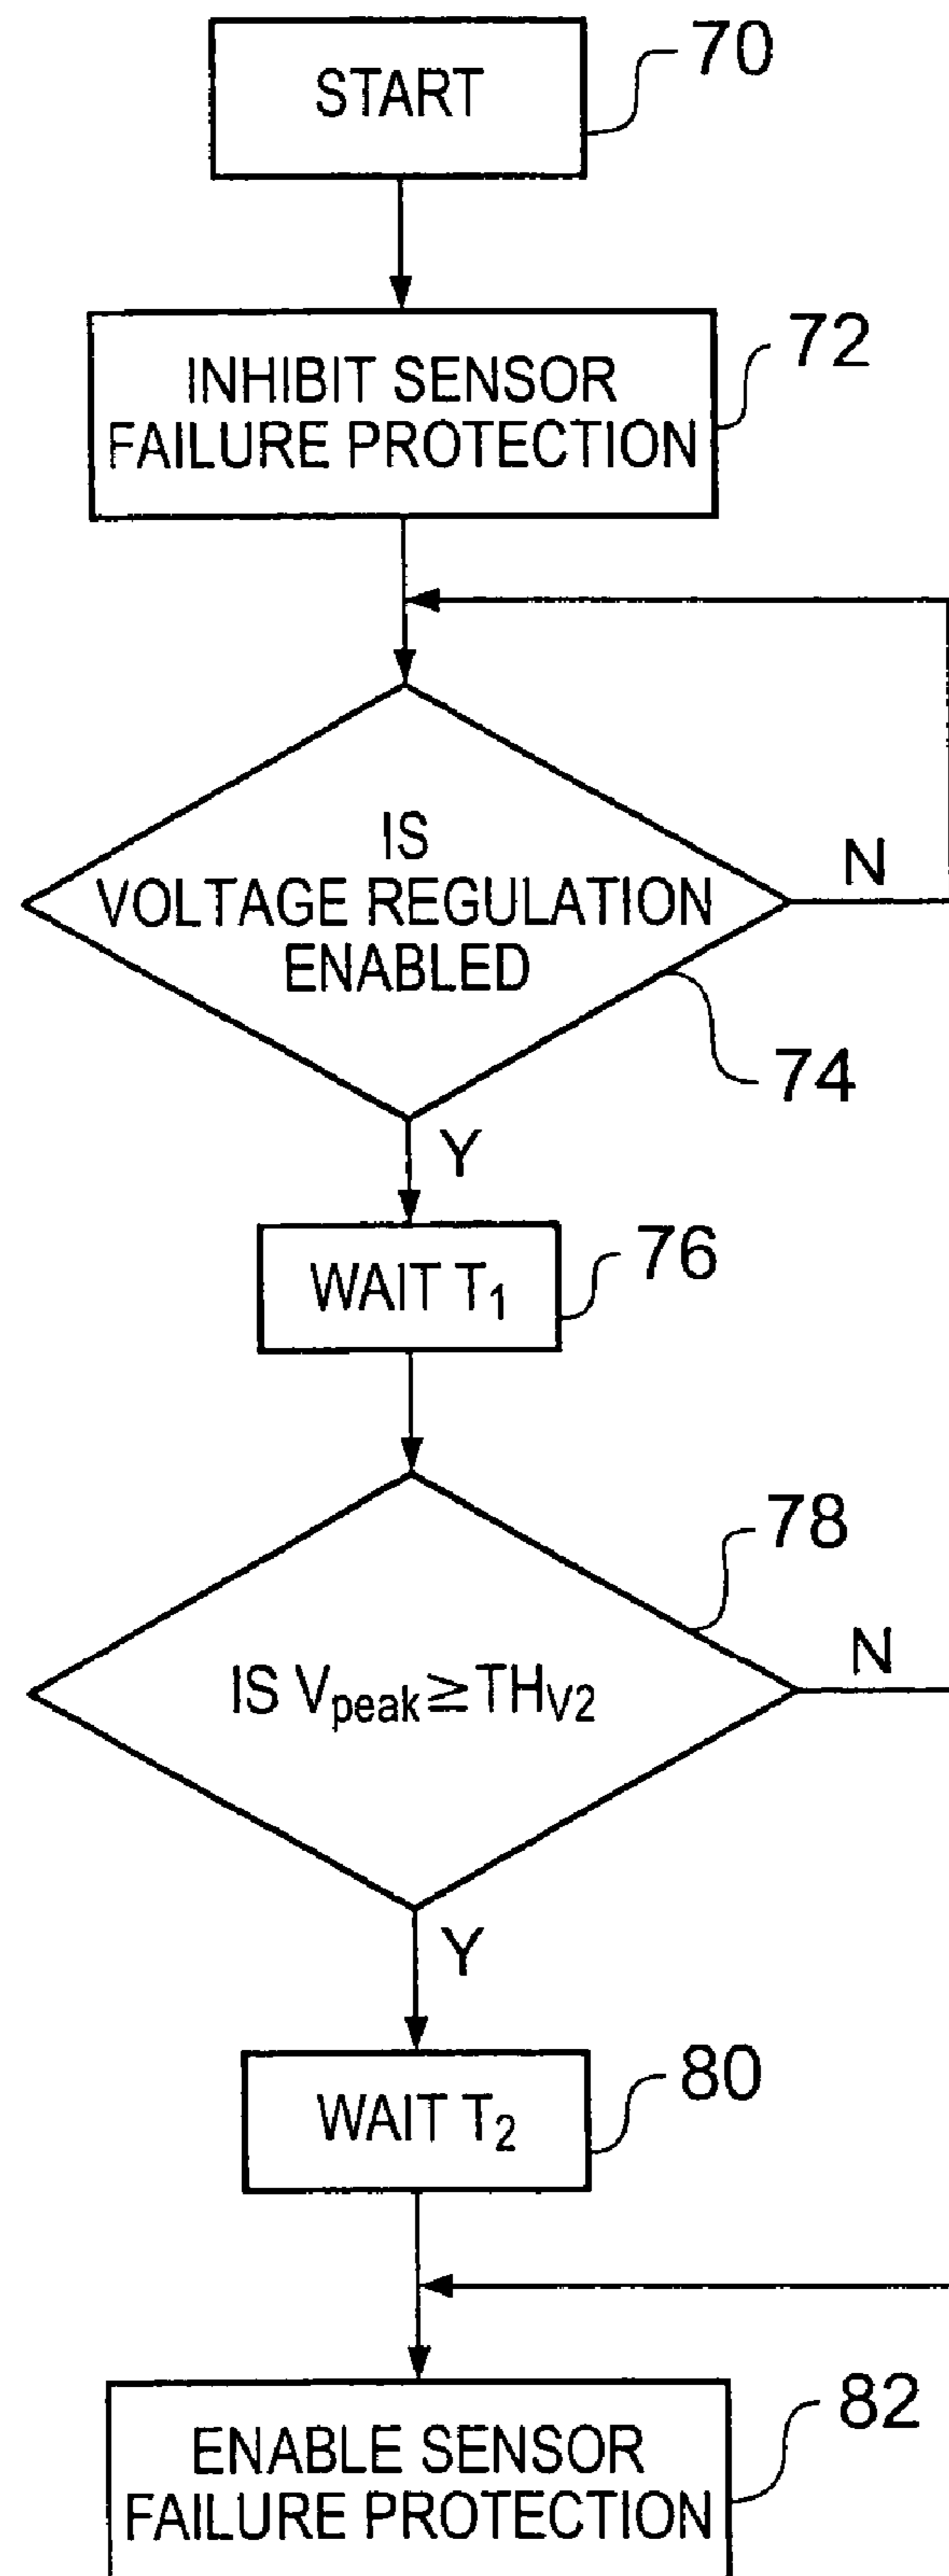 START
70
INHIBIT SENSOR
FAILURE PROTECTION
72
IS
VOLTAGE REGULATION
ENABLED
N
74
Y
WAIT T₁
76
78
IS Vpeak ≥ THV2
N
Y
WAIT T₂
80
ENABLE SENSOR
FAILURE PROTECTION
82